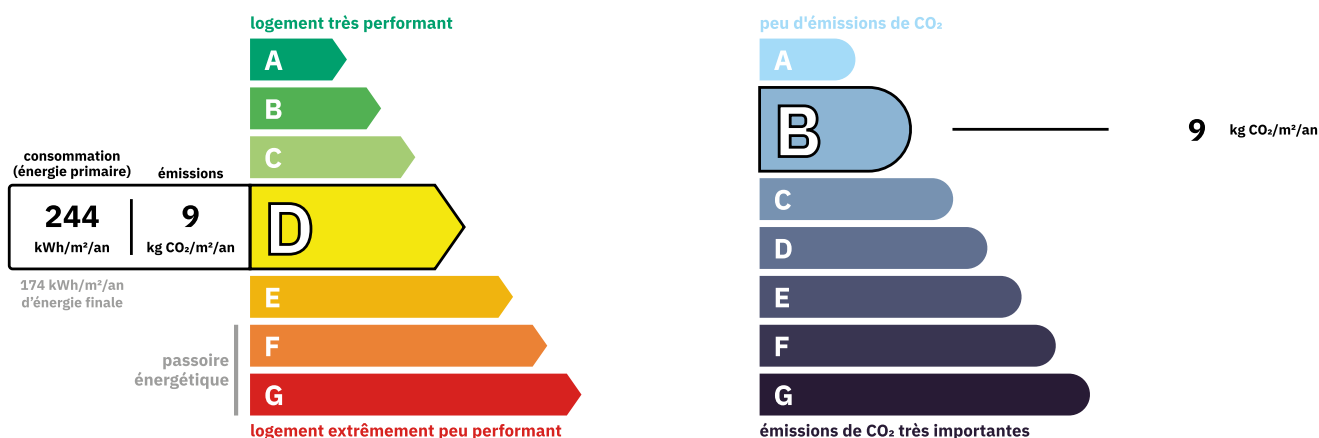 logement très performant
A
B
C
consommation
(énergie primaire)
émissions
244
kWh/m²/an
9
kg CO₂/m²/an
D
174 kWh/m²/an
d’énergie finale
E
passoire
énergétique
F
G
logement extrêmement peu performant
peu d'émissions de CO₂
A
B
9 kg CO₂/m²/an
C
D
E
F
G
émissions de CO₂ très importantes